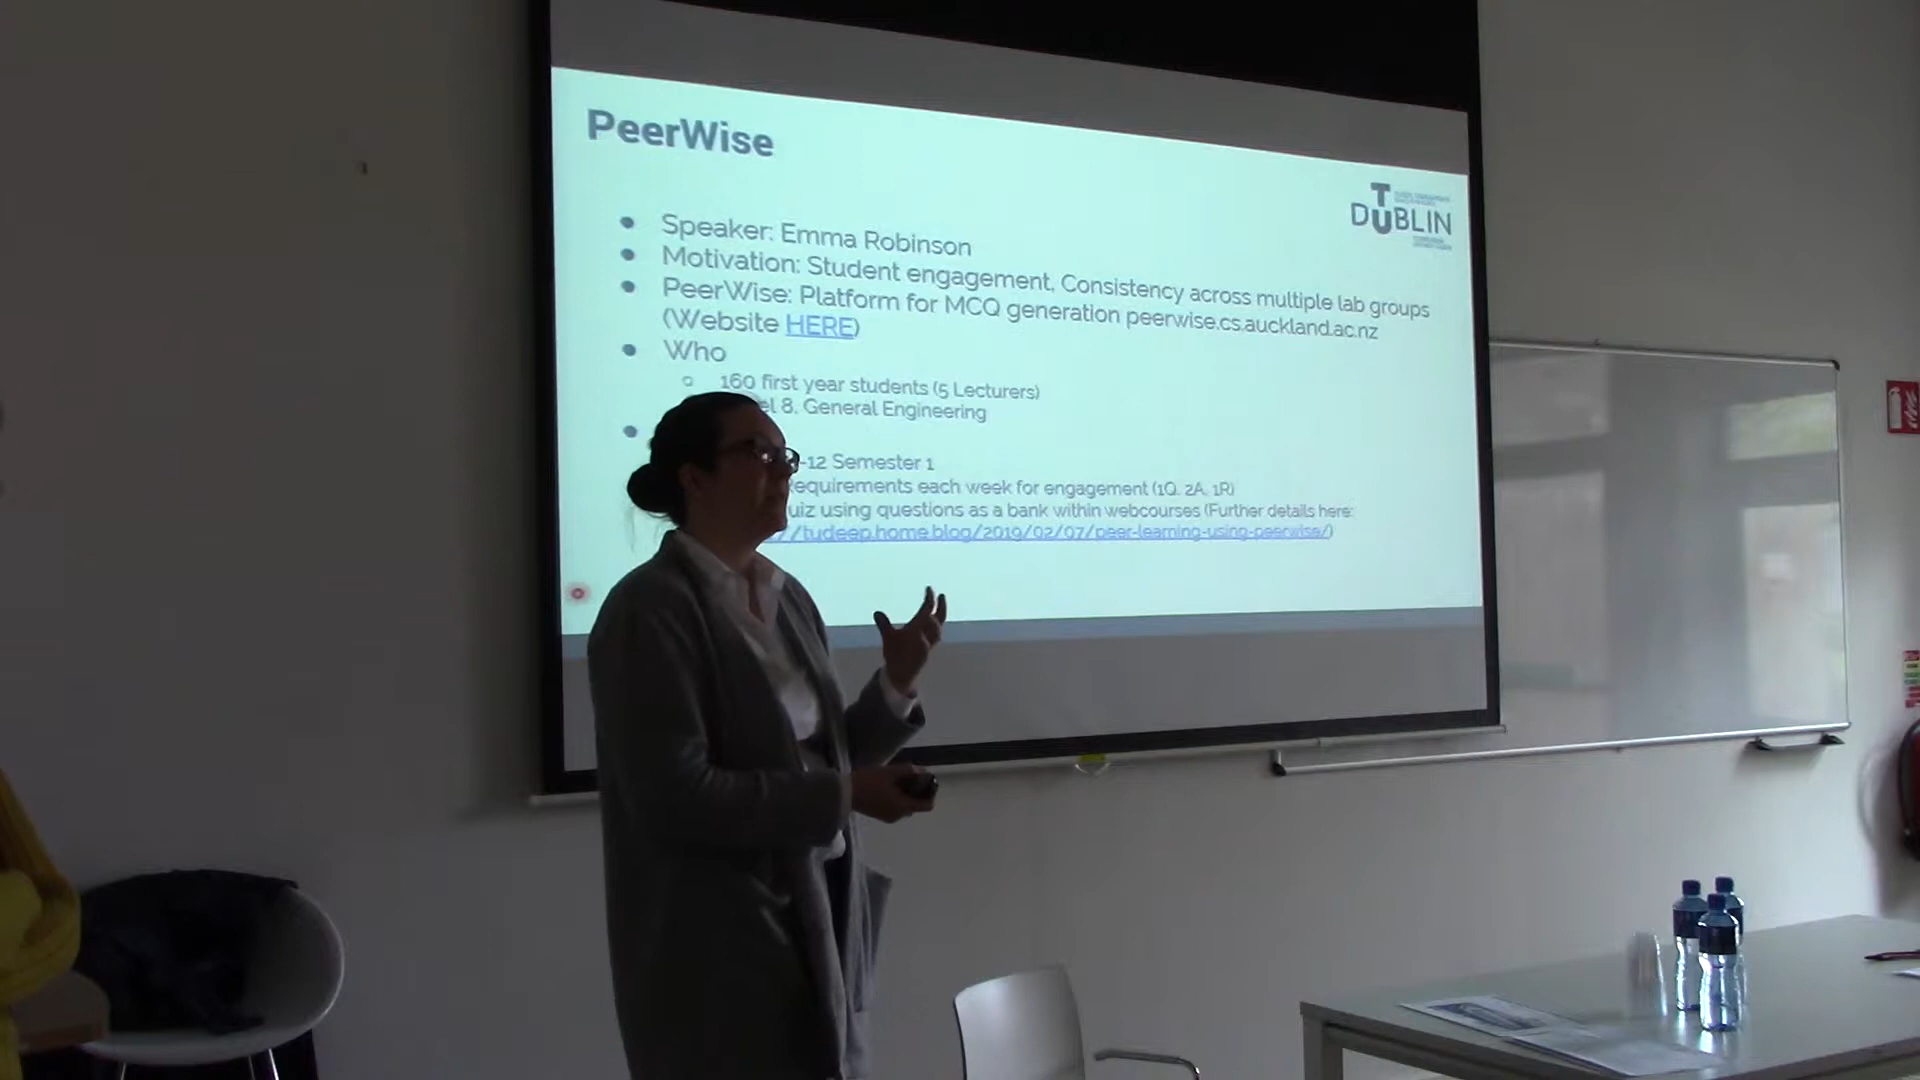 PeerWise
T
DUBLIN
Speaker: Emma Robinson
Motivation: Student engagement, Consistency across multiple lab groups
PeerWise: Platform for MCQ generation peerwise.cs.auckland.ac.nz
(Website HERE)
Who
160 first year students (5 Lecturers)
el 8. General Engineering
-12 Semester 1
Requirements each week for engagement (1Q, 2A, 1R)
uiz using questions as a bank within webcourses (Further details here:
//tudeep.home.blog/2019/02/07/peer-learning-using-peerwise/)